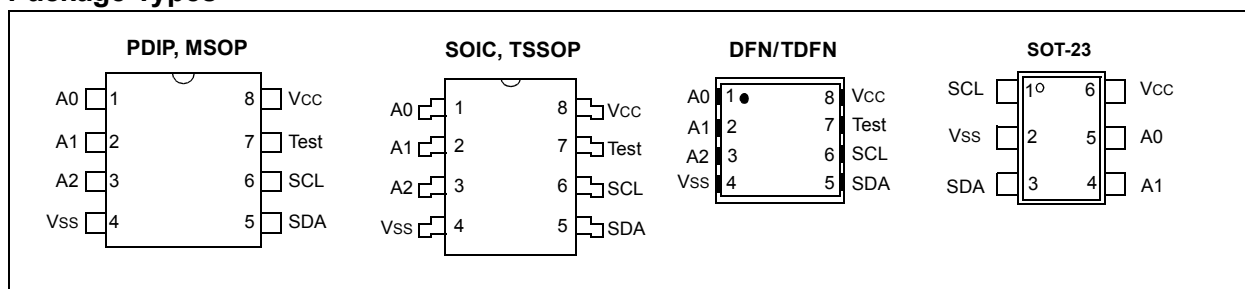 Package Types
PDIP, MSOP
A0 1 8 VCC
A1 2 7 Test
A2 3 6 SCL
VSS 4 5 SDA
SOIC, TSSOP
A0 1 8 VCC
A1 2 7 Test
A2 3 6 SCL
VSS 4 5 SDA
DFN/TDFN
A0 1 8 VCC
A1 2 7 Test
A2 3 6 SCL
VSS 4 5 SDA
SOT-23
SCL 1 6 VCC
VSS 2 5 A0
SDA 3 4 A1